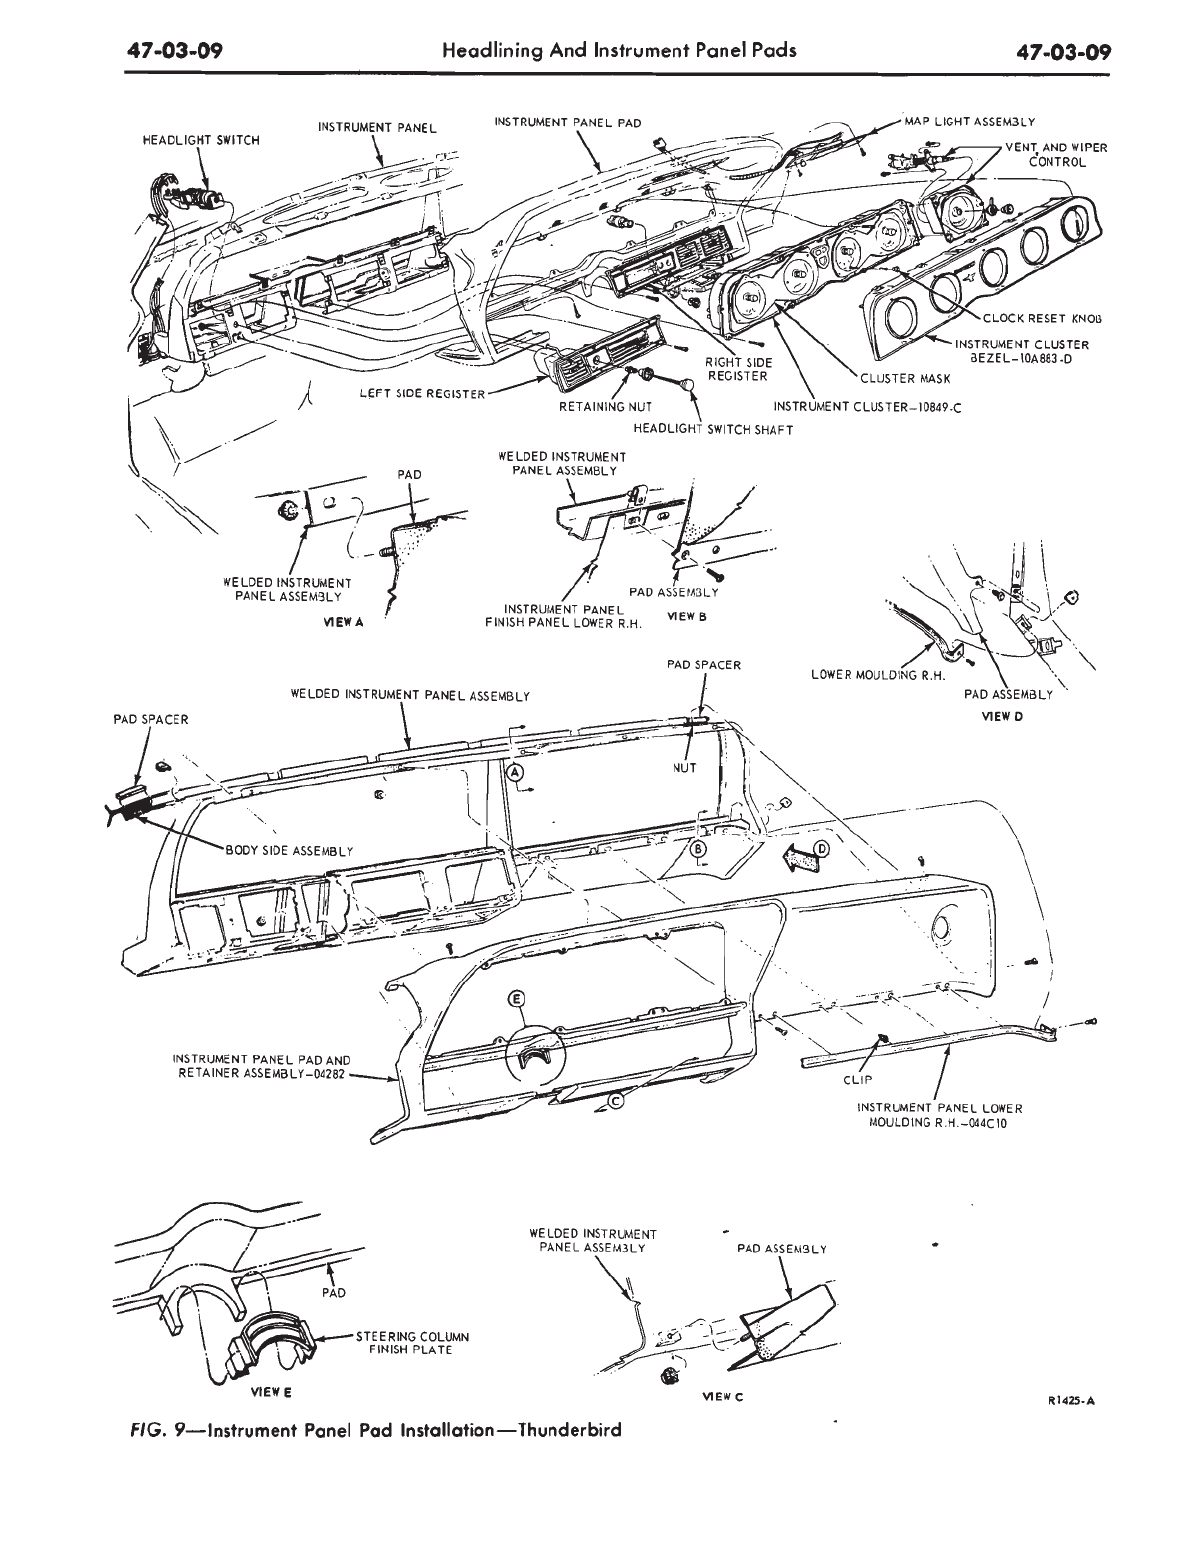 47-03-09 Headlining And Instrument Panel Pads 47-03-09
HEADLIGHT SWITCH
INSTRUMENT PANEL
INSTRUMENT PANEL PAD
MAP LIGHT ASSEMBLY
VENT AND WIPER
CONTROL
CLOCK RESET KNOB
INSTRUMENT CLUSTER
BEZEL-10A883-D
RIGHT SIDE
REGISTER
CLUSTER MASK
LEFT SIDE REGISTER
RETAINING NUT
INSTRUMENT CLUSTER-10849-C
HEADLIGHT SWITCH SHAFT
PAD
WELDED INSTRUMENT
PANEL ASSEMBLY
VIEW A
WELDED INSTRUMENT
PANEL ASSEMBLY
PAD ASSEMBLY
INSTRUMENT PANEL
FINISH PANEL LOWER R.H.
VIEW B
LOWER MOULDING R.H.
PAD ASSEMBLY
VIEW D
PAD SPACER
WELDED INSTRUMENT PANEL ASSEMBLY
PAD SPACER
NUT
A
B
D
BODY SIDE ASSEMBLY
E
INSTRUMENT PANEL PAD AND
RETAINER ASSEMBLY-04282
C
CLIP
INSTRUMENT PANEL LOWER
MOULDING R.H.-044C10
PAD
STEERING COLUMN
FINISH PLATE
VIEW E
WELDED INSTRUMENT
PANEL ASSEMBLY
PAD ASSEMBLY
VIEW C
R1425-A
FIG. 9—Instrument Panel Pad Installation—Thunderbird